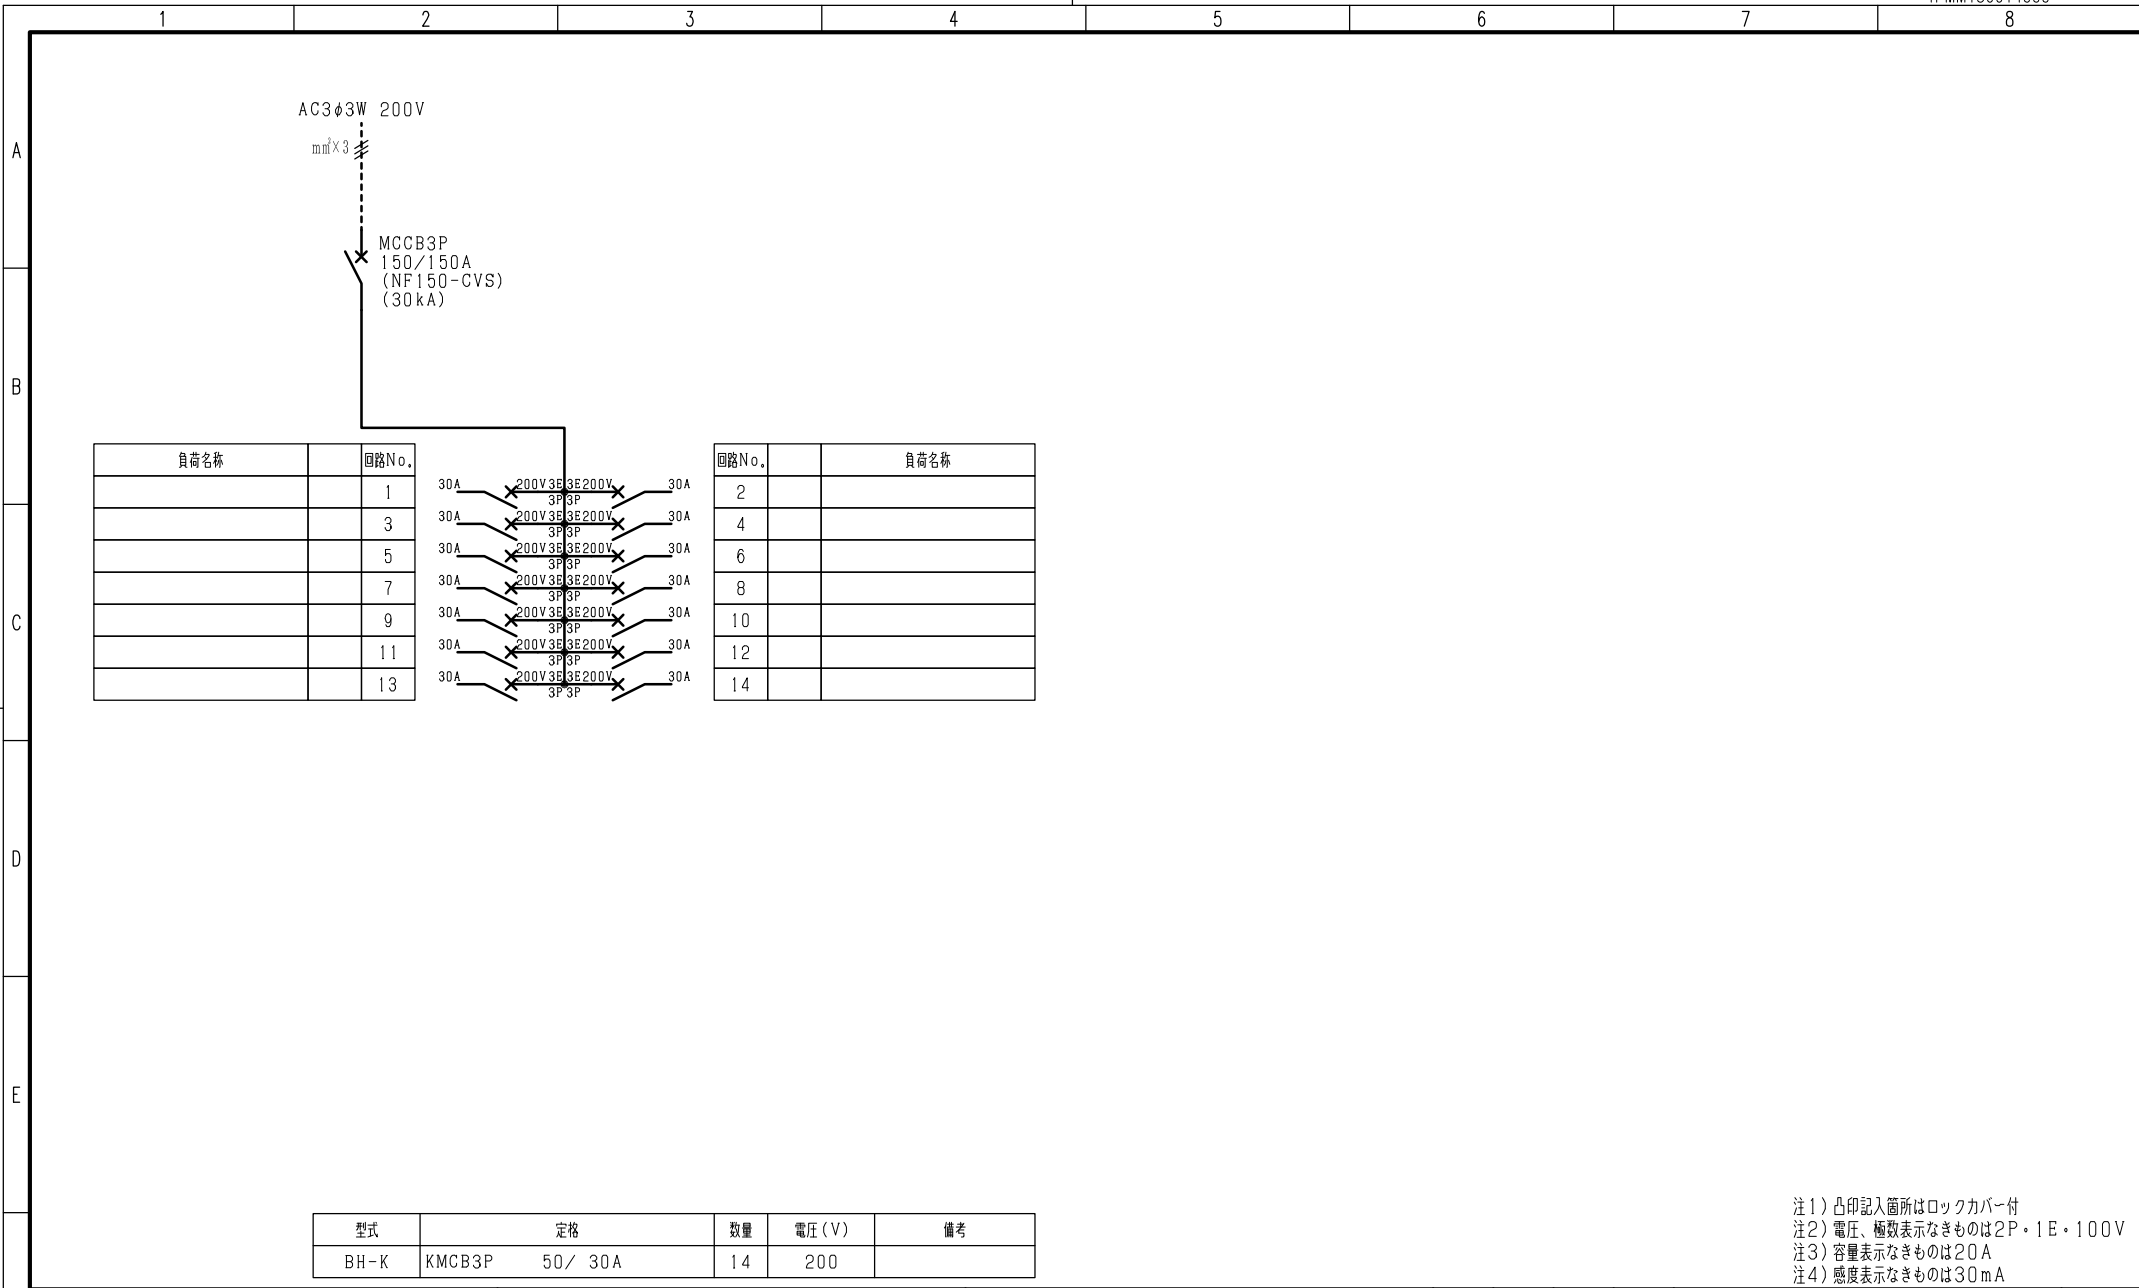 1 2 3 4 5 6 7 8
A
B
C
D
E
AC3φ3W 200V
mm²×3
MCCB3P
150/150A
(NF150-CVS)
(30kA)
負荷名称 回路No. 回路No. 負荷名称
1 30A 200V3E 3E200V 30A 2
3P 3P
3 30A 200V3E 3E200V 30A 4
3P 3P
5 30A 200V3E 3E200V 30A 6
3P 3P
7 30A 200V3E 3E200V 30A 8
3P 3P
9 30A 200V3E 3E200V 30A 10
3P 3P
11 30A 200V3E 3E200V 30A 12
3P 3P
13 30A 200V3E 3E200V 30A 14
3P 3P
型式 定格 数量 電圧(V) 備考
BH-K KMCB3P 50/ 30A 14 200
注1)凸印記入箇所はロックカバー付
注2)電圧、極数表示なきものは2P・1E・100V
注3)容量表示なきものは20A
注4)感度表示なきものは30mA